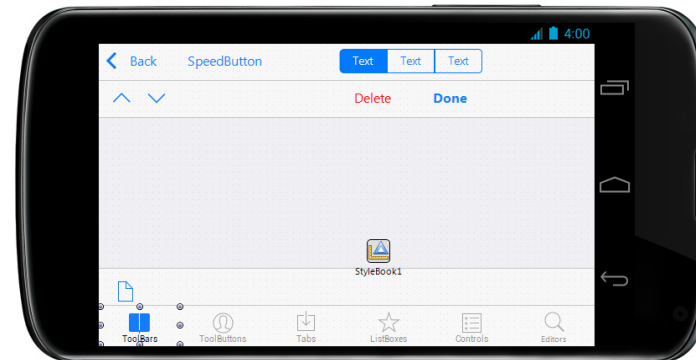 4:00
Back SpeedButton Text Text Text
Delete Done
StyleBook1
ToolBars ToolButtons Tabs ListBoxes Controls Editors